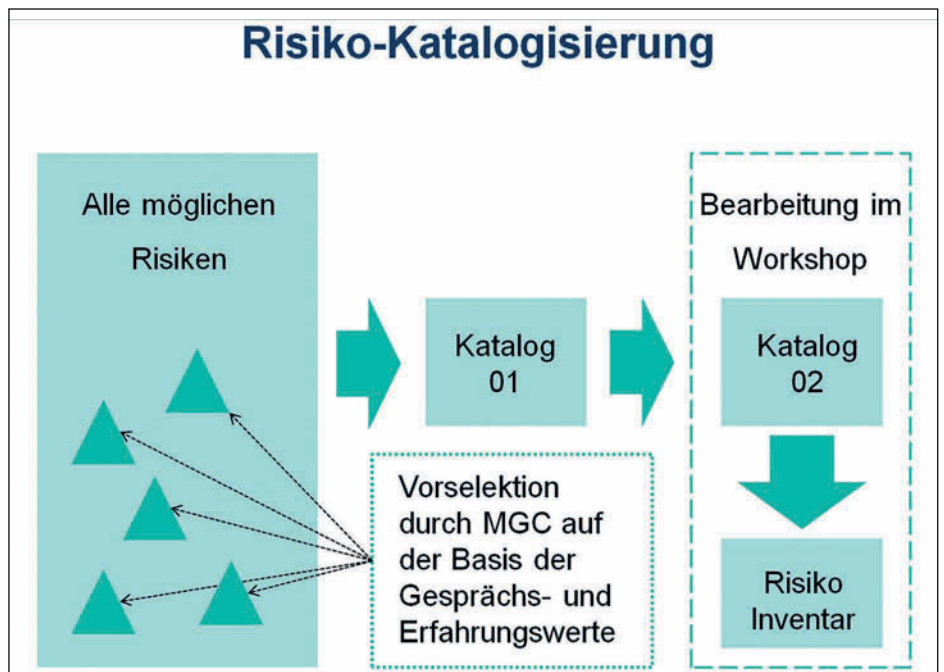 Risiko-Katalogisierung
Alle möglichen
Risiken
Katalog
01
Vorselektion
durch MGC auf
der Basis der
Gesprächs- und
Erfahrungswerte
Bearbeitung im
Workshop
Katalog
02
Risiko
Inventar